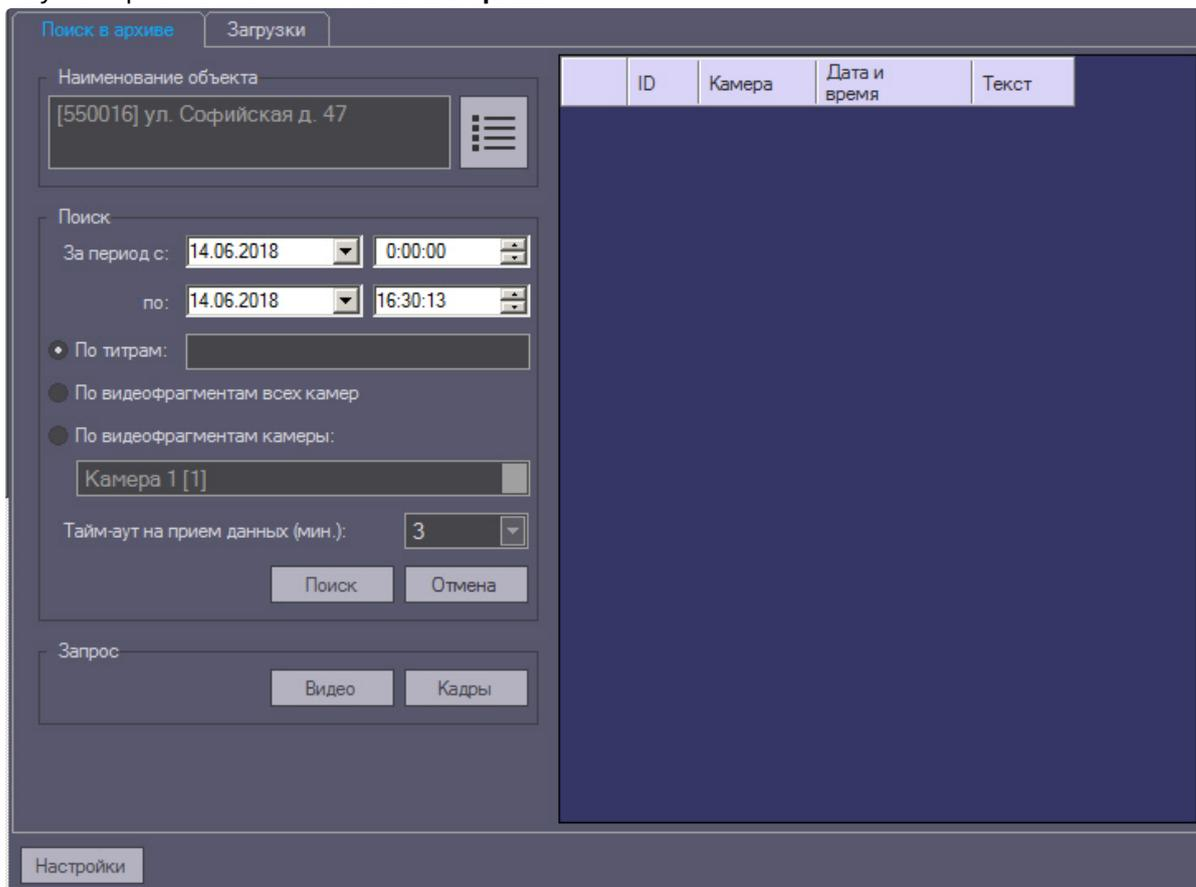 Поиск в архиве Загрузки
Наименование объекта
[550016] ул. Софийская д. 47
ID Камера Дата и время Текст
Поиск
За период с: 14.06.2018 0:00:00
по: 14.06.2018 16:30:13
По титрам:
По видеофрагментам всех камер
По видеофрагментам камеры:
Камера 1 [1]
Тайм-аут на прием данных (мин.): 3
Поиск Отмена
Запрос
Видео Кадры
Настройки